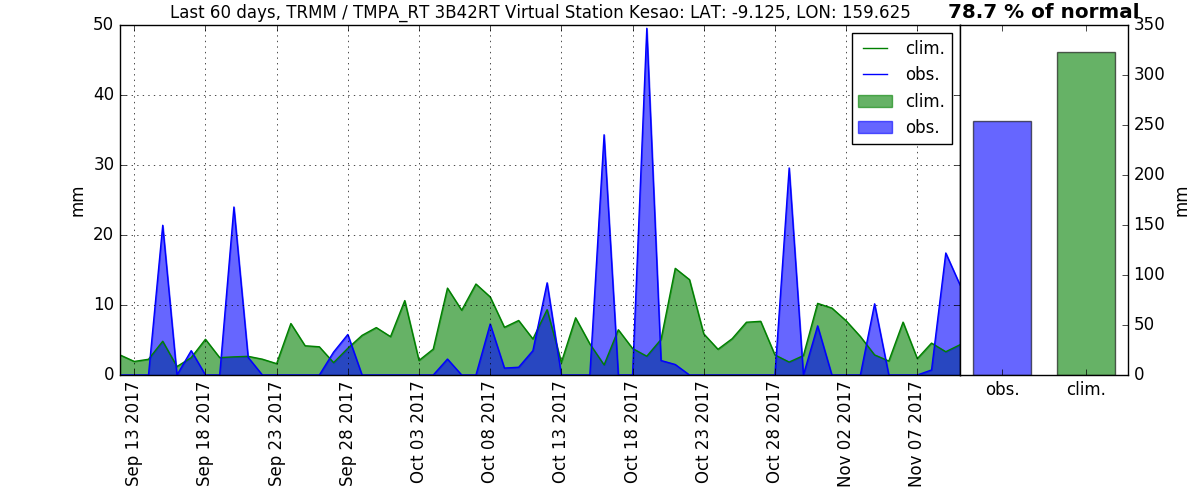 Last 60 days, TRMM / TMPA_RT 3B42RT Virtual Station Kesao: LAT: -9.125, LON: 159.625
78.7 % of normal
50
40
30
20
10
0
mm
clim.
obs.
clim.
obs.
350
300
250
200
150
100
50
0
mm
obs.
clim.
Sep 13 2017
Sep 18 2017
Sep 23 2017
Sep 28 2017
Oct 03 2017
Oct 08 2017
Oct 13 2017
Oct 18 2017
Oct 23 2017
Oct 28 2017
Nov 02 2017
Nov 07 2017